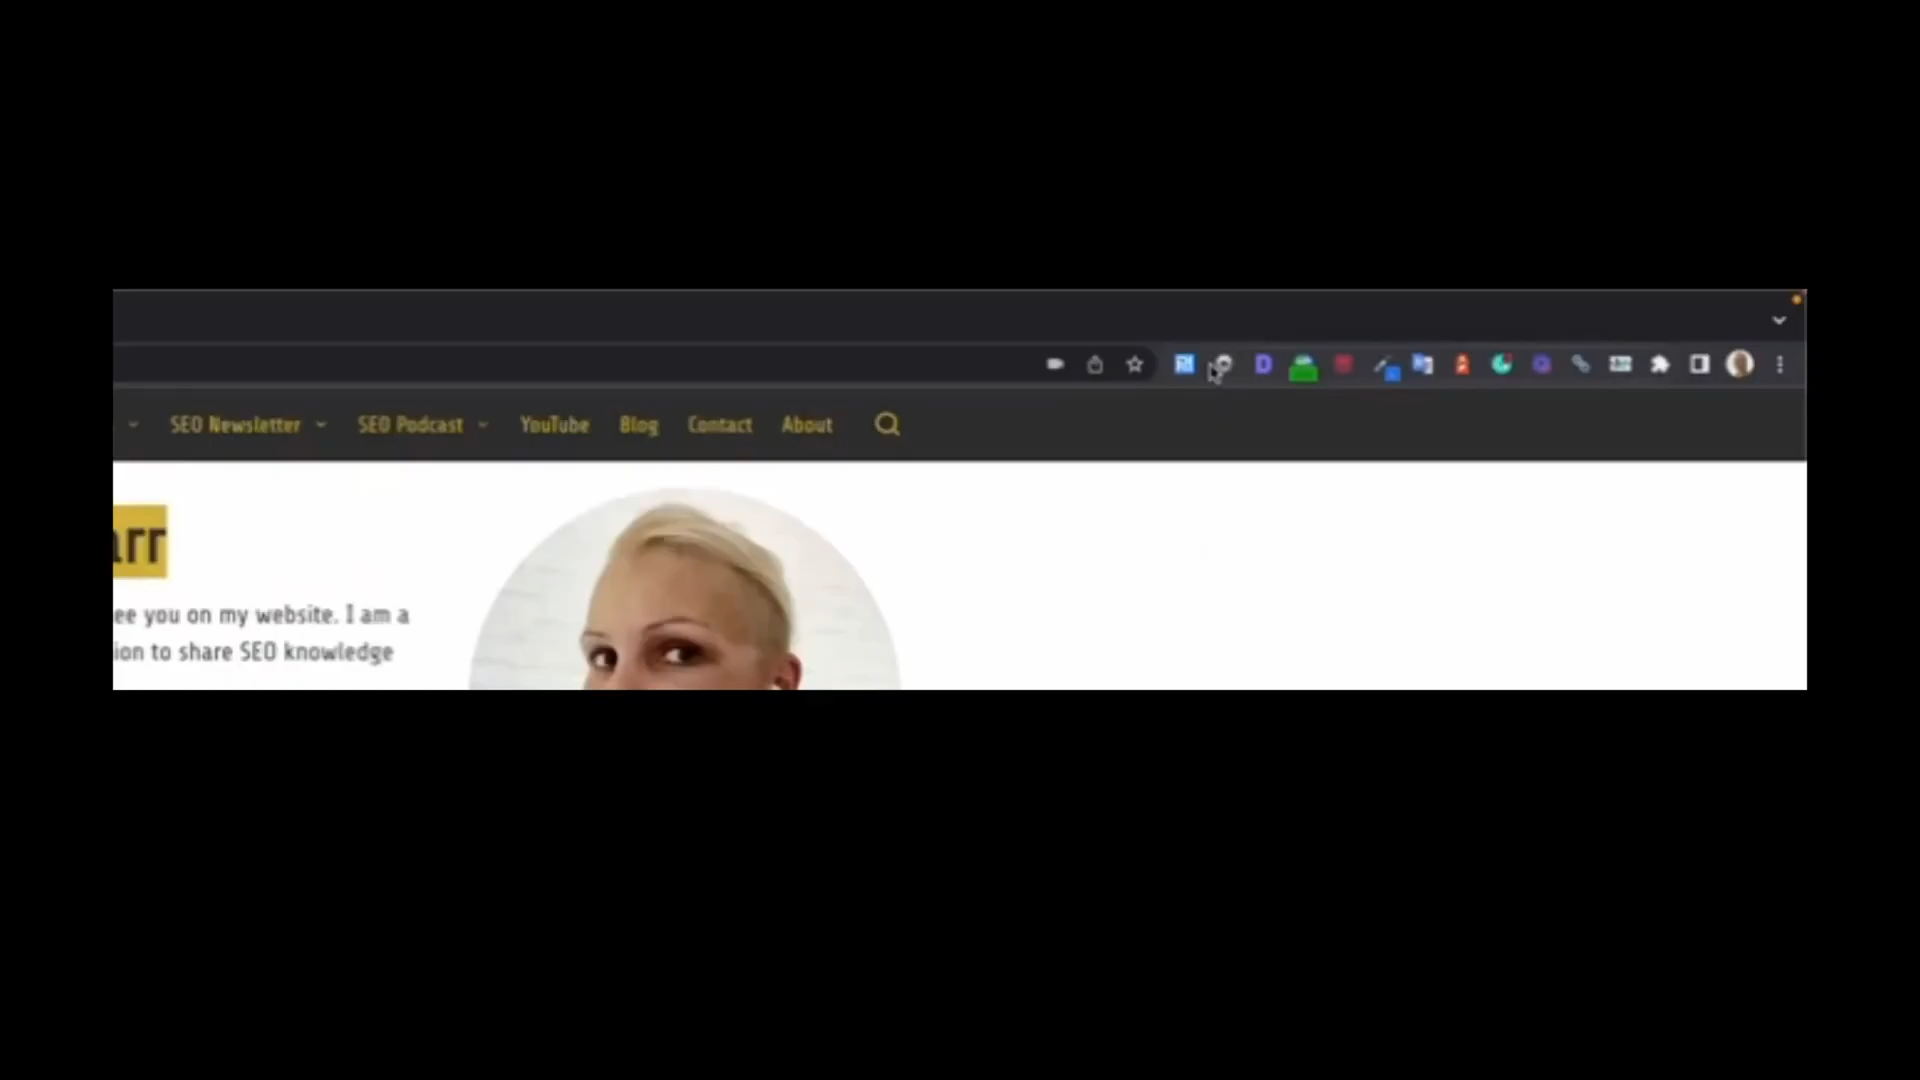 SEO Newsletter SEO Podcast YouTube Blog Contact About
arr
ee you on my website. I am a
ion to share SEO knowledge